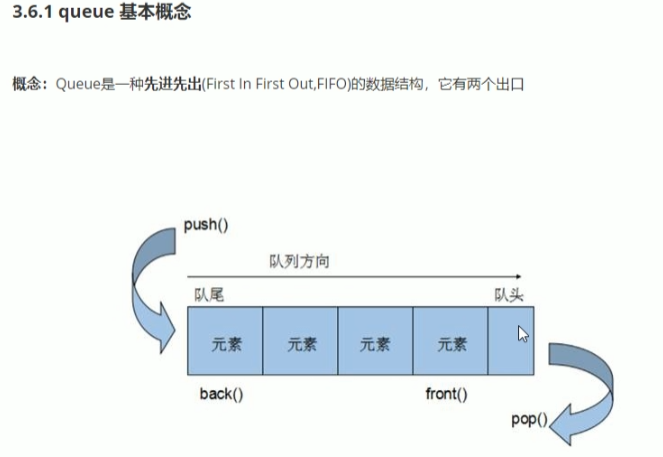 3.6.1 queue 基本概念
概念：Queue是一种先进先出(First In First Out,FIFO)的数据结构，它有两个出口
push()
队列方向
队尾 队头
元素 元素 元素 元素
back() front()
pop()